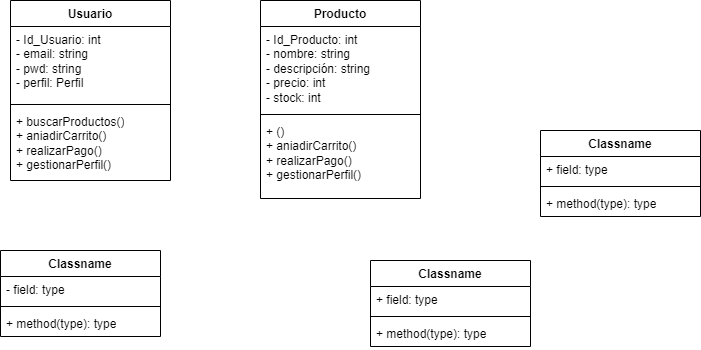 Usuario
- Id_Usuario: int
- email: string
- pwd: string
- perfil: Perfil
+ buscarProductos()
+ aniadirCarrito()
+ realizarPago()
+ gestionarPerfil()
Producto
- Id_Producto: int
- nombre: string
- descripción: string
- precio: int
- stock: int
+ ()
+ aniadirCarrito()
+ realizarPago()
+ gestionarPerfil()
Classname
+ field: type
+ method(type): type
Classname
- field: type
+ method(type): type
Classname
+ field: type
+ method(type): type